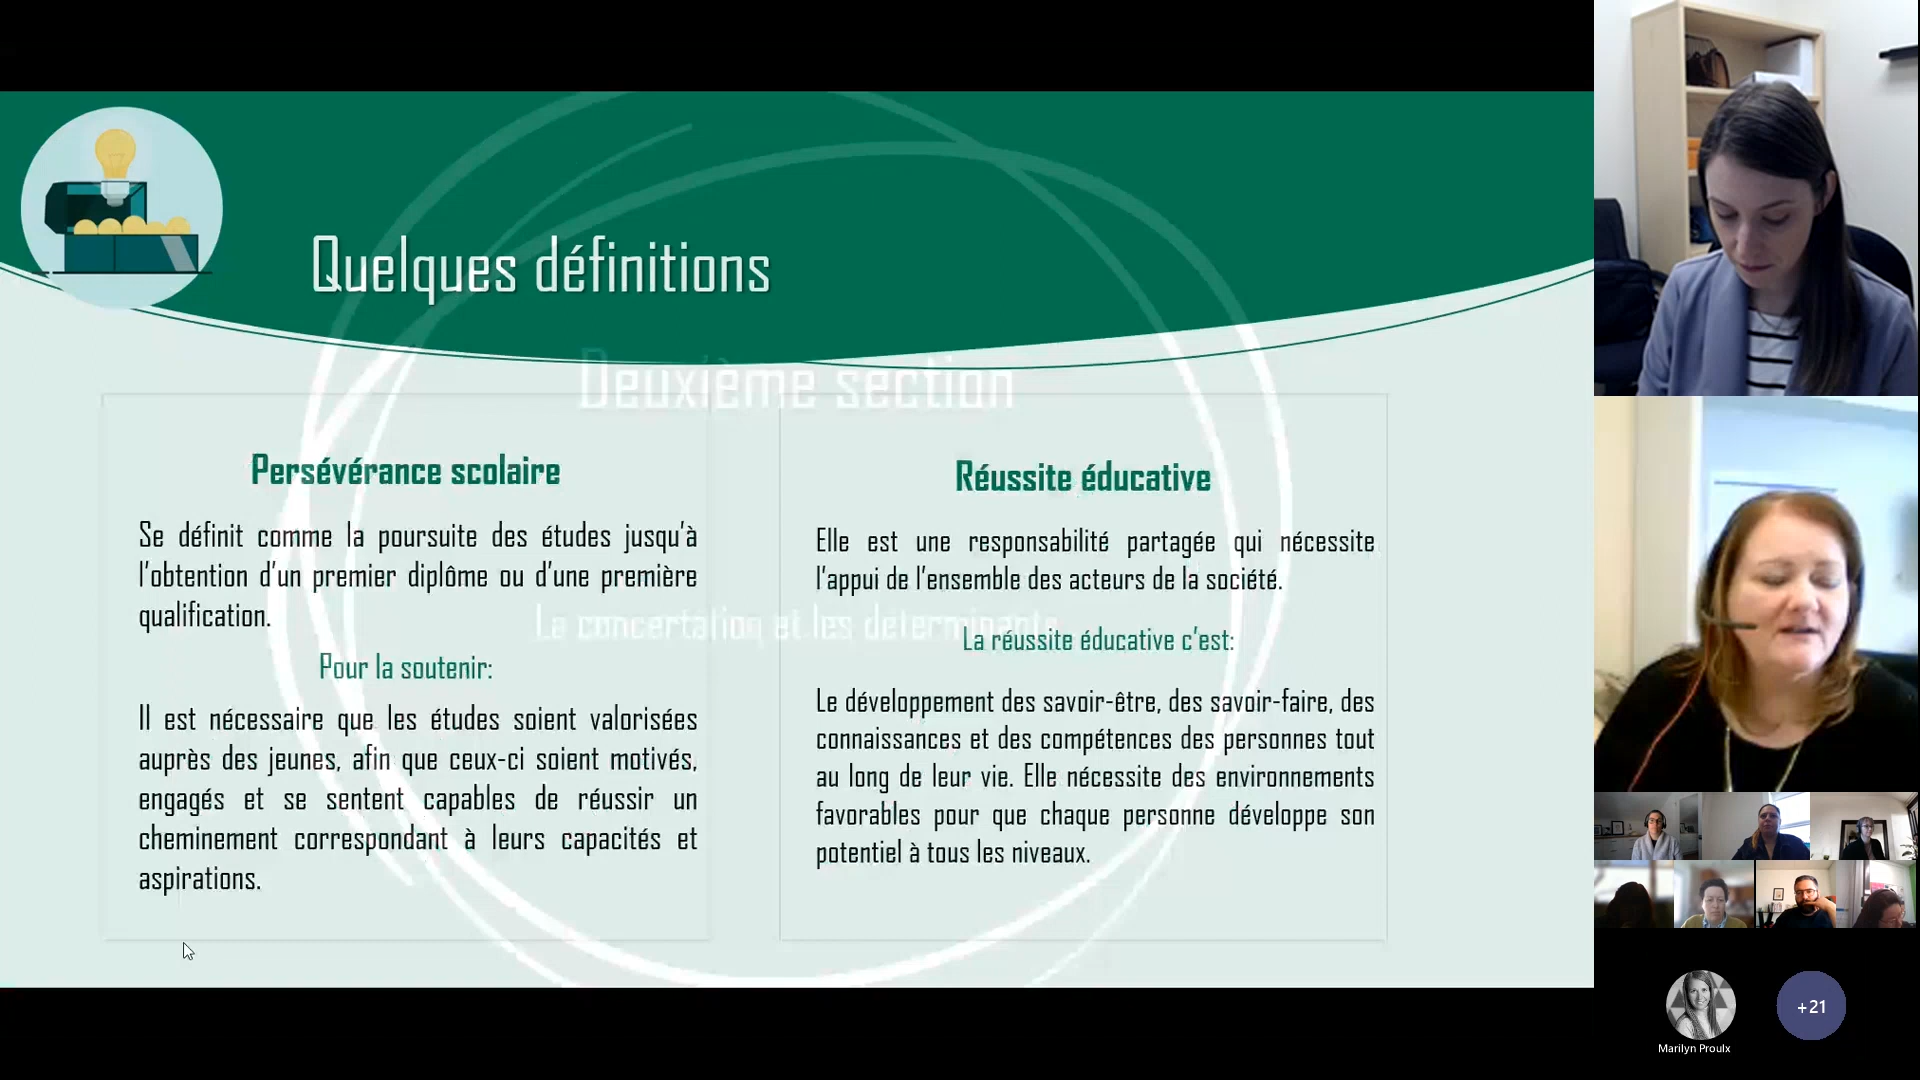 Quelques définitions
Deuxième section
La concertation et les déterminants
Persévérance scolaire
Se définit comme la poursuite des études jusqu'à
l'obtention d'un premier diplôme ou d'une première
qualification.
Pour la soutenir:
Il est nécessaire que les études soient valorisées
auprès des jeunes, afin que ceux-ci soient motivés,
engagés et se sentent capables de réussir un
cheminement correspondant à leurs capacités et
aspirations.
Réussite éducative
Elle est une responsabilité partagée qui nécessite
l'appui de l'ensemble des acteurs de la société.
La réussite éducative c'est:
Le développement des savoir-être, des savoir-faire, des
connaissances et des compétences des personnes tout
au long de leur vie. Elle nécessite des environnements
favorables pour que chaque personne développe son
potentiel à tous les niveaux.
Marilyn Proulx
+21